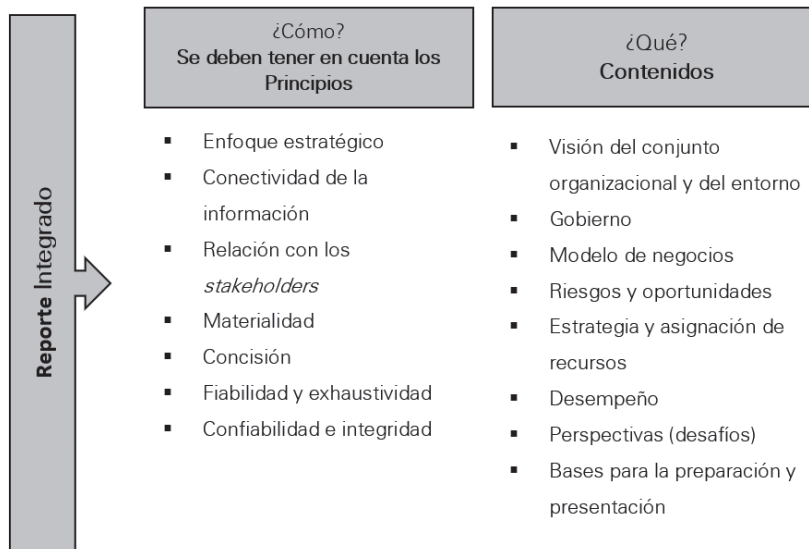 Reporte Integrado
¿Cómo?
Se deben tener en cuenta los
Principios
▪ Enfoque estratégico
▪ Conectividad de la
información
▪ Relación con los
stakeholders
▪ Materialidad
▪ Concisión
▪ Fiabilidad y exhaustividad
▪ Confiabilidad e integridad
¿Qué?
Contenidos
▪ Visión del conjunto
organizacional y del entorno
▪ Gobierno
▪ Modelo de negocios
▪ Riesgos y oportunidades
▪ Estrategia y asignación de
recursos
▪ Desempeño
▪ Perspectivas (desafíos)
▪ Bases para la preparación y
presentación